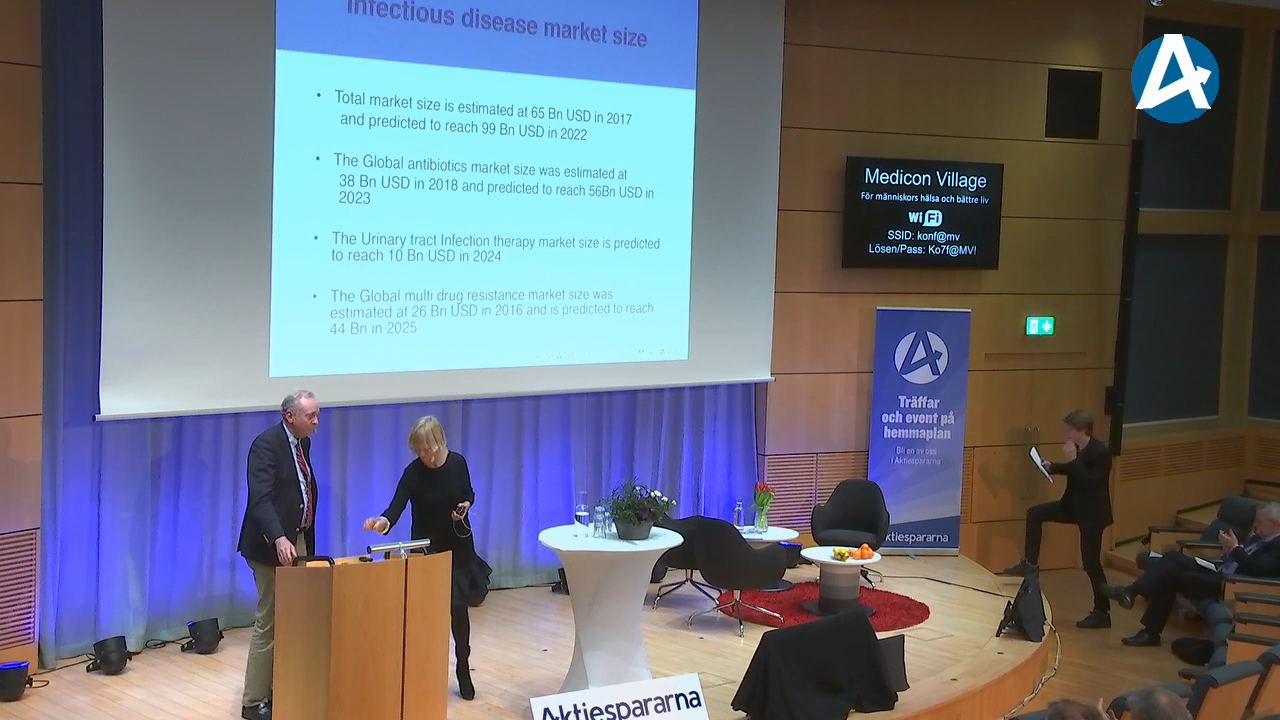 Infectious disease market size
• Total market size is estimated at 65 Bn USD in 2017
and predicted to reach 99 Bn USD in 2022
• The Global antibiotics market size was estimated at
38 Bn USD in 2018 and predicted to reach 56Bn USD in
2023
• The Urinary tract Infection therapy market size is predicted
to reach 10 Bn USD in 2024
• The Global multi drug resistance market size was
estimated at 26 Bn USD in 2016 and is predicted to reach
44 Bn in 2025
Medicon Village
För människors hälsa och bättre liv
WiFi
SSID: konf@mv
Lösen/Pass: Ko7f@MV!
Träffar
och event på
hemmaplan
Bli en av oss
i Aktiespararna
ktiespararna
Aktiespararna